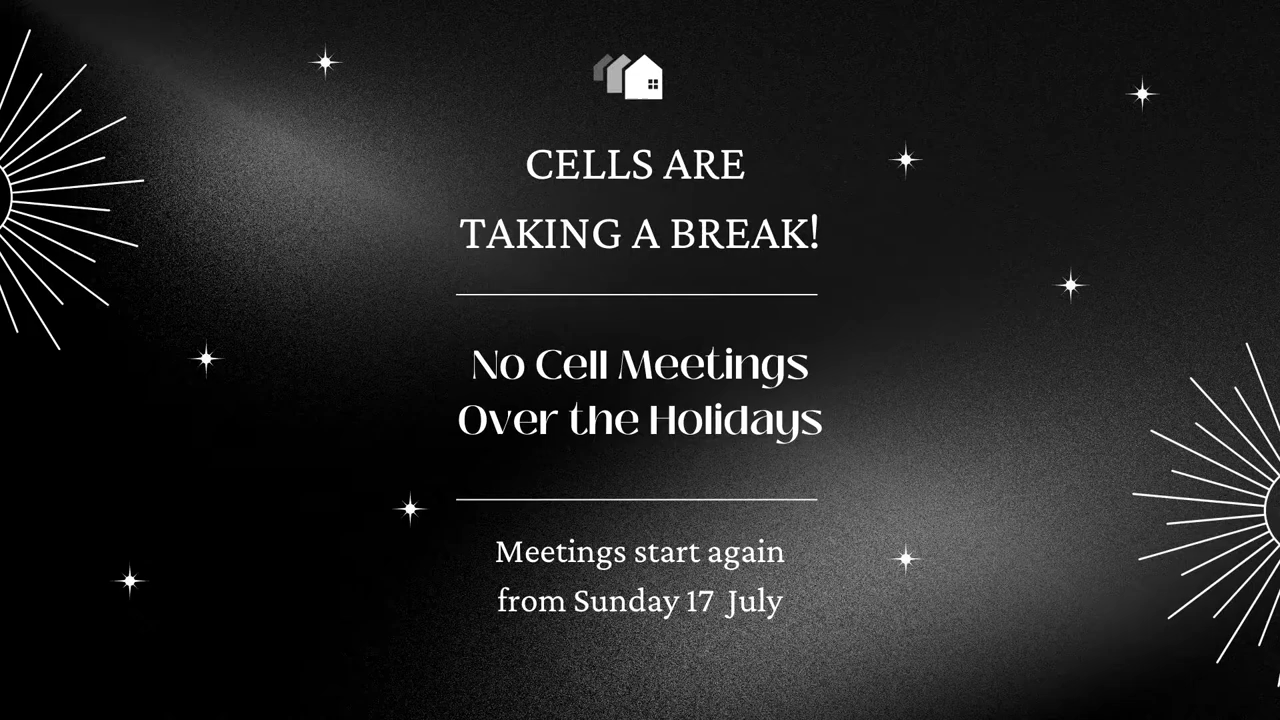 CELLS ARE
TAKING A BREAK!
No Cell Meetings
Over the Holidays
Meetings start again
from Sunday 17 July